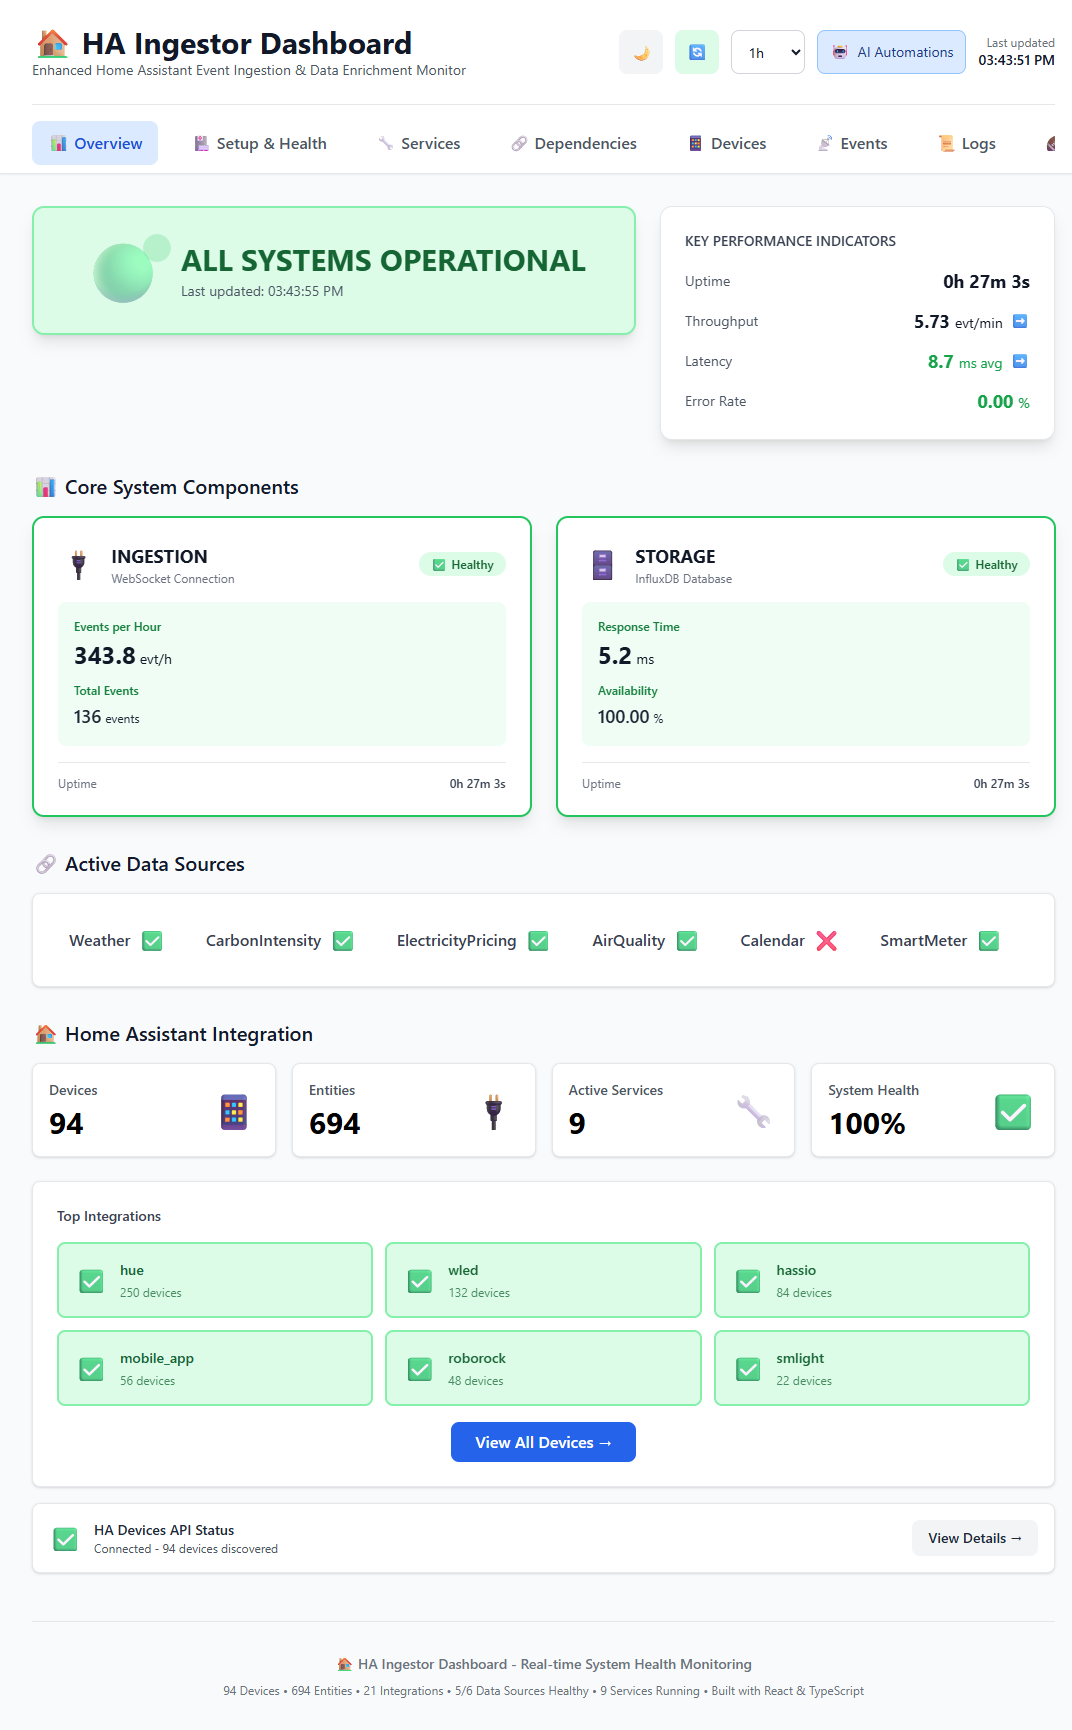 HA Ingestor Dashboard
Enhanced Home Assistant Event Ingestion & Data Enrichment Monitor
1h
AI Automations
Last updated
03:43:51 PM
Overview
Setup & Health
Services
Dependencies
Devices
Events
Logs
ALL SYSTEMS OPERATIONAL
Last updated: 03:43:55 PM
KEY PERFORMANCE INDICATORS
Uptime
0h 27m 3s
Throughput
5.73 evt/min
Latency
8.7 ms avg
Error Rate
0.00 %
Core System Components
INGESTION
WebSocket Connection
Healthy
Events per Hour
343.8 evt/h
Total Events
136 events
Uptime
0h 27m 3s
STORAGE
InfluxDB Database
Healthy
Response Time
5.2 ms
Availability
100.00 %
Uptime
0h 27m 3s
Active Data Sources
Weather
CarbonIntensity
ElectricityPricing
AirQuality
Calendar
SmartMeter
Home Assistant Integration
Devices
94
Entities
694
Active Services
9
System Health
100%
Top Integrations
hue
250 devices
wled
132 devices
hassio
84 devices
mobile_app
56 devices
roborock
48 devices
smlight
22 devices
View All Devices →
HA Devices API Status
Connected - 94 devices discovered
View Details →
HA Ingestor Dashboard - Real-time System Health Monitoring
94 Devices • 694 Entities • 21 Integrations • 5/6 Data Sources Healthy • 9 Services Running • Built with React & TypeScript